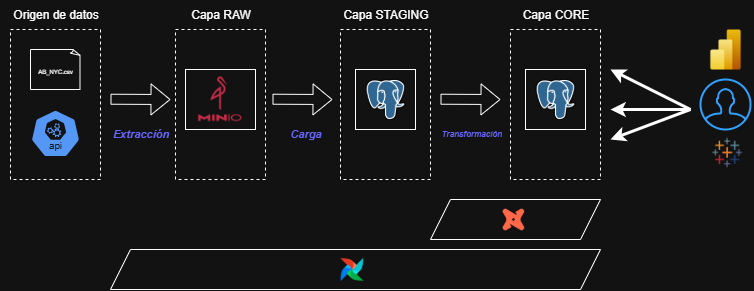 Origen de datos
Capa RAW
Capa STAGING
Capa CORE
AB_NYC.csv
api
MINIO
Extracción
Carga
Transformación